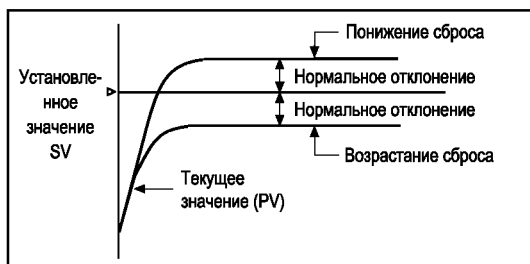 Понижение сброса
Нормальное отклонение
Установле-
нное
значение
SV
Нормальное отклонение
Возрастание сброса
Текущее
значение (PV)